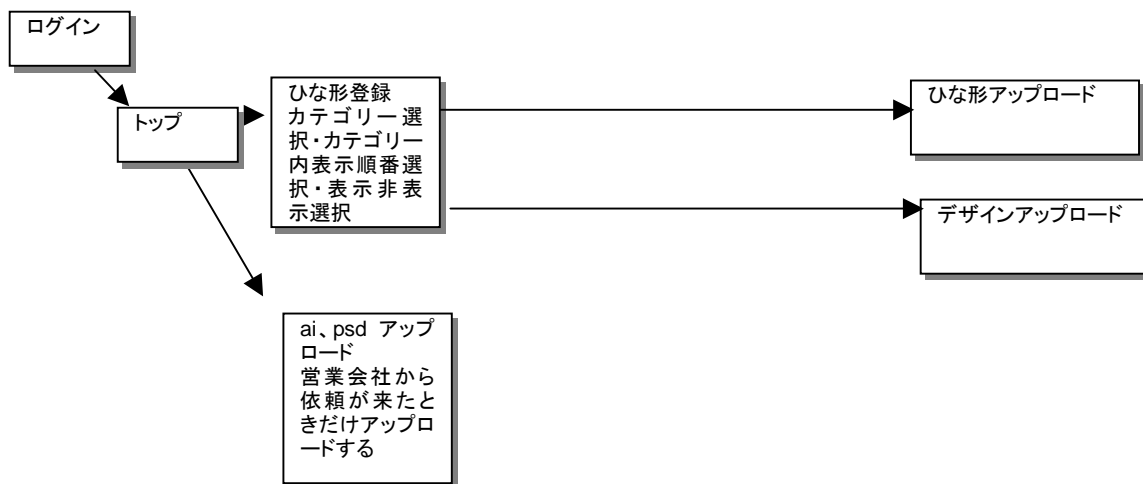 ログイン
トップ
ひな形登録
カテゴリー選
択・カテゴリー
内表示順番選
択・表示非表
示選択
ひな形アップロード
デザインアップロード
ai、psd アップ
ロード
営業会社から
依頼が来たと
きだけアップロ
ードする